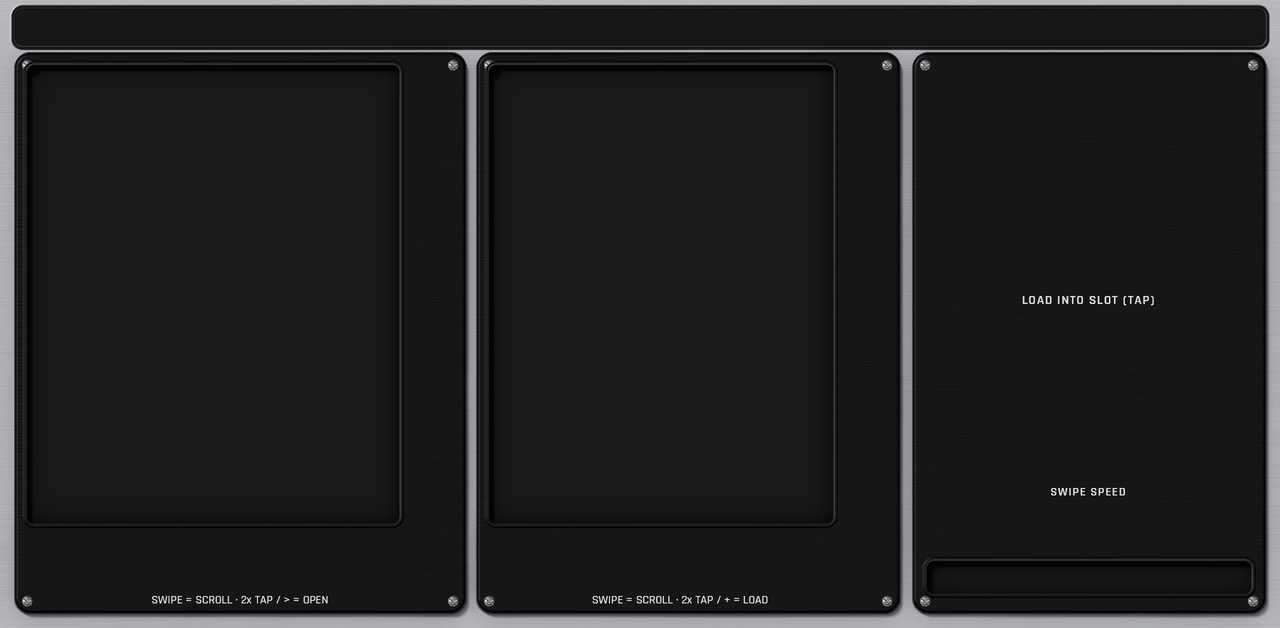 LOAD INTO SLOT (TAP)
SWIPE SPEED
SWIPE = SCROLL · 2x TAP / > = OPEN
SWIPE = SCROLL · 2x TAP / + = LOAD